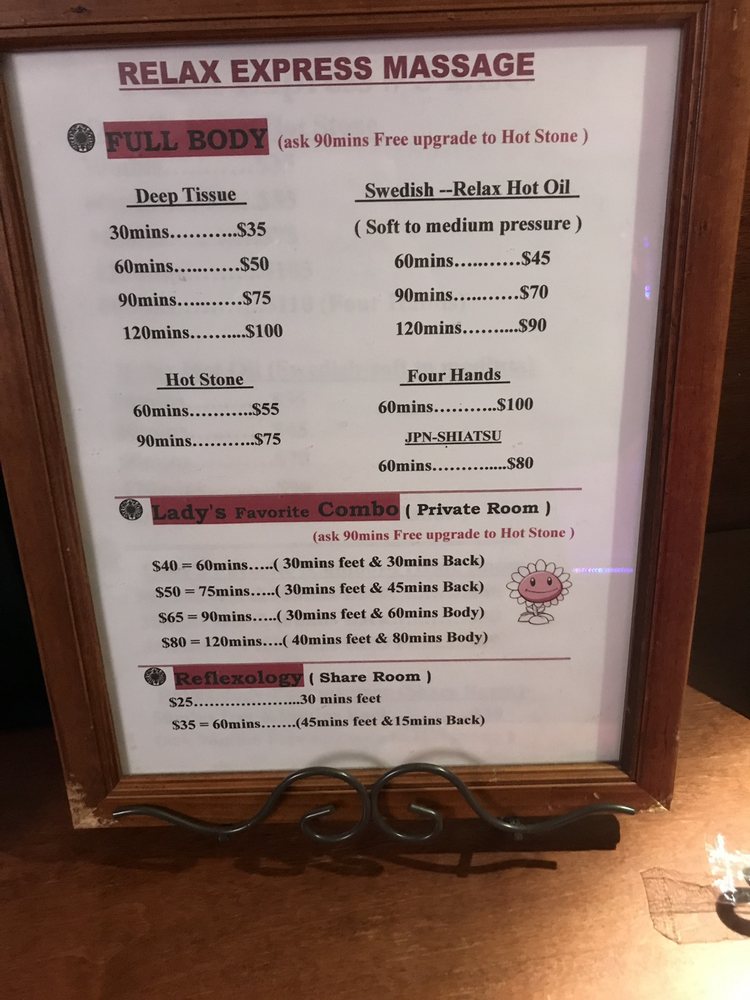 RELAX EXPRESS MASSAGE
FULL BODY (ask 90mins Free upgrade to Hot Stone )
Deep Tissue
30mins………..$35
60mins…..……$50
90mins…..……$75
120mins……....$100
Swedish --Relax Hot Oil
( Soft to medium pressure )
60mins…..……$45
90mins…..……$70
120mins……....$90
Hot Stone
60mins………..$55
90mins………..$75
Four Hands
60mins………..$100
JPN-SHIATSU
60mins……….....$80
Lady's Favorite Combo ( Private Room )
(ask 90mins Free upgrade to Hot Stone )
$40 = 60mins…..( 30mins feet & 30mins Back)
$50 = 75mins…..( 30mins feet & 45mins Back)
$65 = 90mins…..( 30mins feet & 60mins Body)
$80 = 120mins….( 40mins feet & 80mins Body)
Reflexology ( Share Room )
$25…………………...30 mins feet
$35 = 60mins…….(45mins feet &15mins Back)